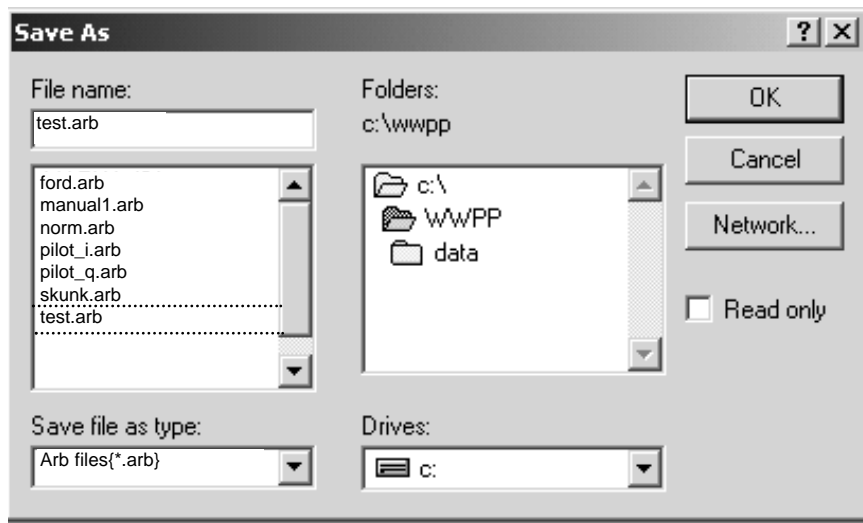 Save As
File name:
test.arb
ford.arb
manual1.arb
norm.arb
pilot_i.arb
pilot_q.arb
skunk.arb
test.arb
Save file as type:
Arb files{*.arb}
Folders:
c:\wwpp
c:\
WWPP
data
Drives:
c:
OK
Cancel
Network...
Read only